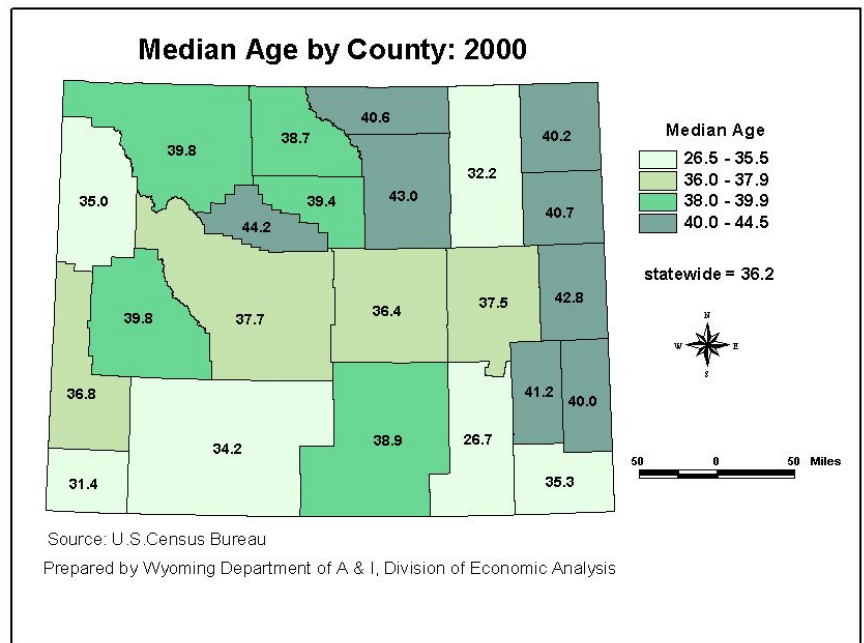 Median Age by County: 2000
40.6
40.2
38.7
39.8
32.2
43.0
35.0
39.4
40.7
44.2
42.8
37.5
36.4
37.7
39.8
36.8
41.2
40.0
38.9
26.7
34.2
35.3
31.4
Median Age
26.5 - 35.5
36.0 - 37.9
38.0 - 39.9
40.0 - 44.5
statewide = 36.2
N
W E
S
50 0 50 Miles
Source: U.S.Census Bureau
Prepared by Wyoming Department of A & I, Division of Economic Analysis